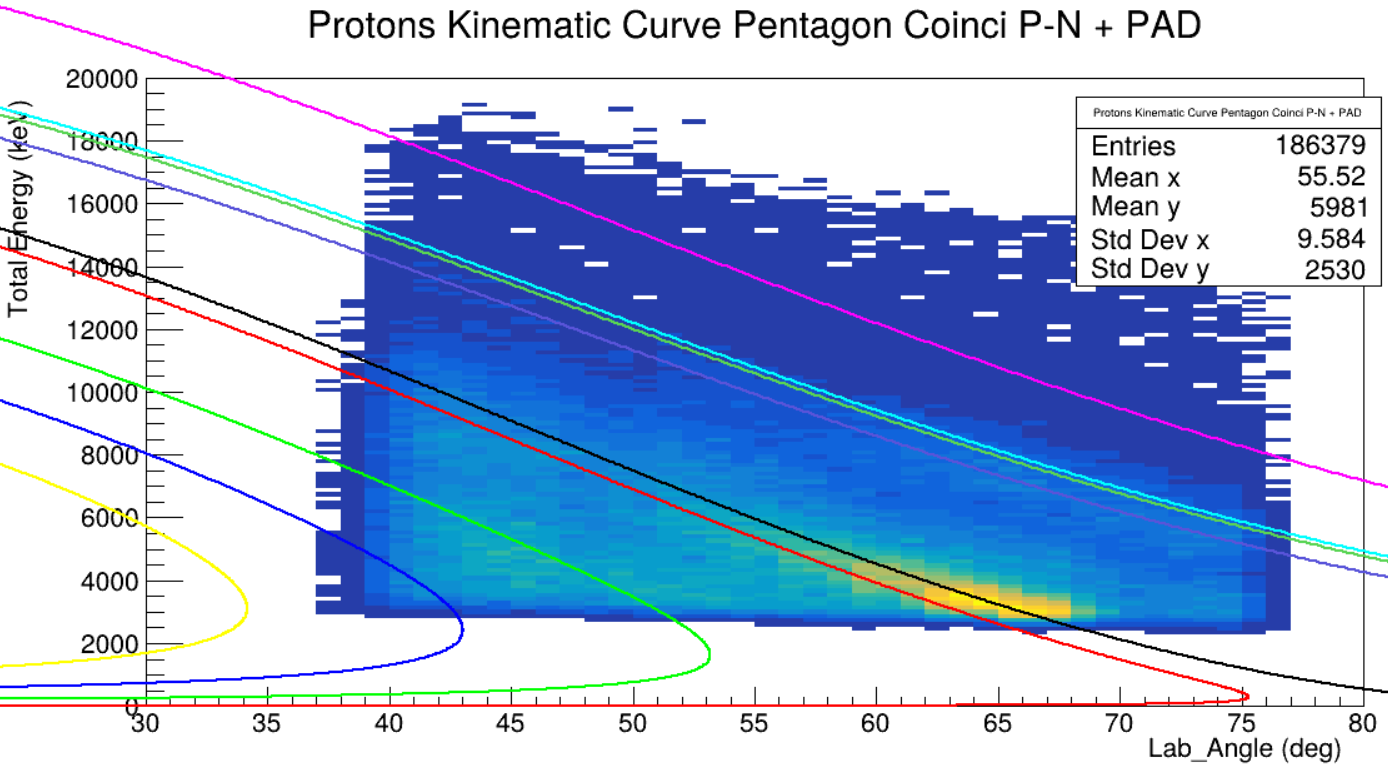 Protons Kinematic Curve Pentagon Coinci P-N + PAD
Total Energy (keV)
20000
18000
16000
14000
12000
10000
8000
6000
4000
2000
0
30 35 40 45 50 55 60 65 70 75 80
Lab_Angle (deg)
Protons Kinematic Curve Pentagon Coinci P-N + PAD
Entries 186379
Mean x 55.52
Mean y 5981
Std Dev x 9.584
Std Dev y 2530